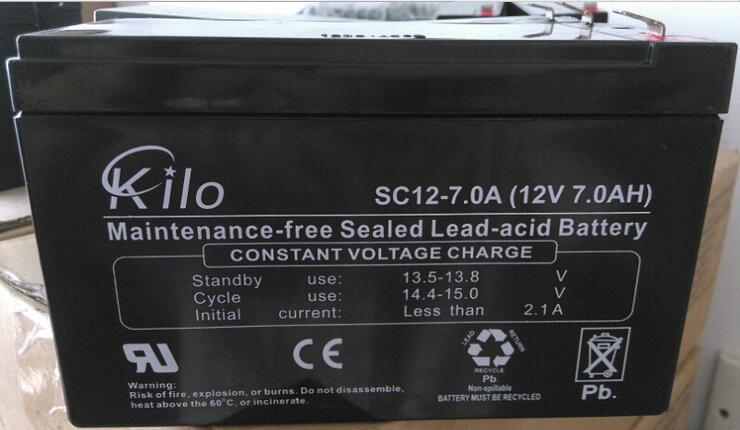 Kilo
SC12-7.0A (12V 7.0AH)
Maintenance-free Sealed Lead-acid Battery
CONSTANT VOLTAGE CHARGE
Standby use: 13.5-13.8 V
Cycle use: 14.4-15.0 V
Initial current: Less than 2.1A
RU
CE
LEAD RETURN
RECYCLE
Pb
Non-spillable
BATTERY MUST BE RECYCLED
Pb.
Warning:
Risk of fire, explosion, or burns. Do not disassemble,
heat above the 60°C. or incinerate.